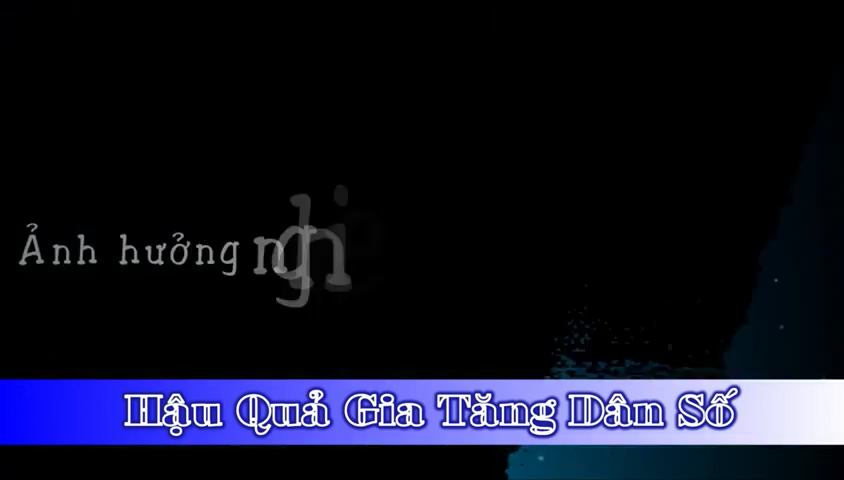 Ảnh hưởng
Hậu Quả Gia Tăng Dân Số